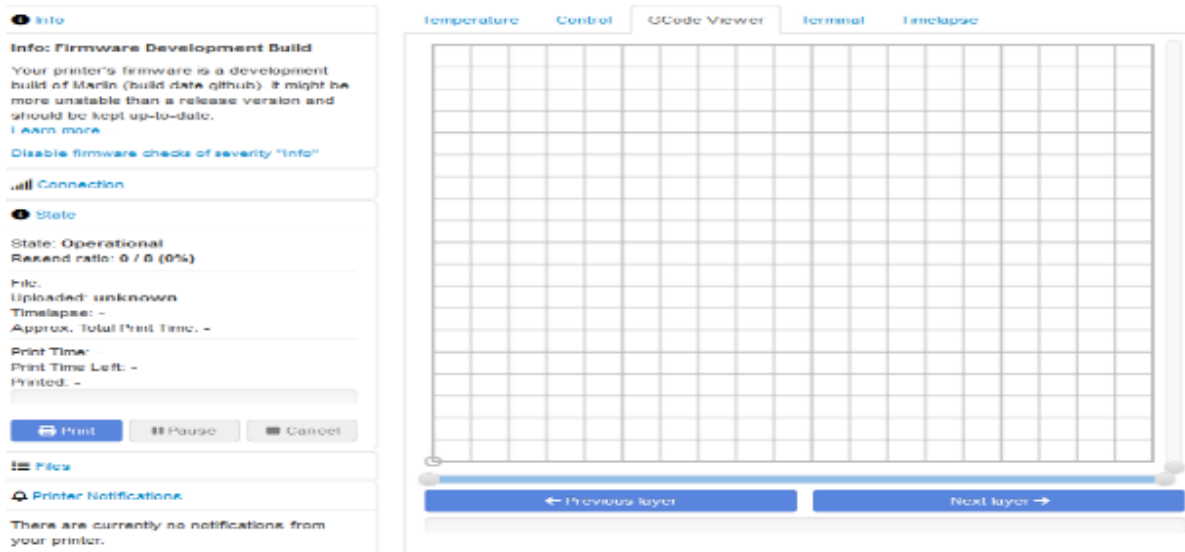 Info
Info: Firmware Development Build
Your printer's firmware is a development
build of Marlin (build date github). It might be
more unstable than a release version and
should be kept up-to-date.
Learn more
Disable firmware checks of severity "Info"
Connection
State
State: Operational
Resend ratio: 0 / 8 (0%)
File:
Uploaded: unknown
Timelapse: -
Approx. Total Print Time: -
Print Time: -
Print Time Left: -
Printed: -
Print Pause Cancel
Files
Printer Notifications
There are currently no notifications from
your printer.
Temperature Control GCode Viewer Terminal Timelapse
← Previous layer Next layer →